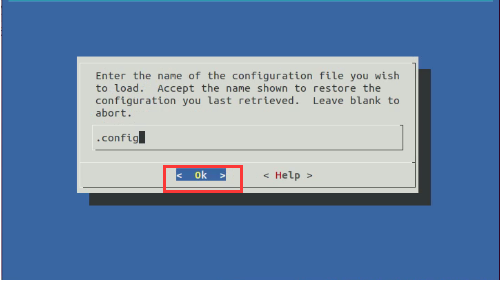 Enter the name of the configuration file you wish
to load.  Accept the name shown to restore the
configuration you last retrieved.  Leave blank to
abort.
.config
<  Ok  >    < Help >